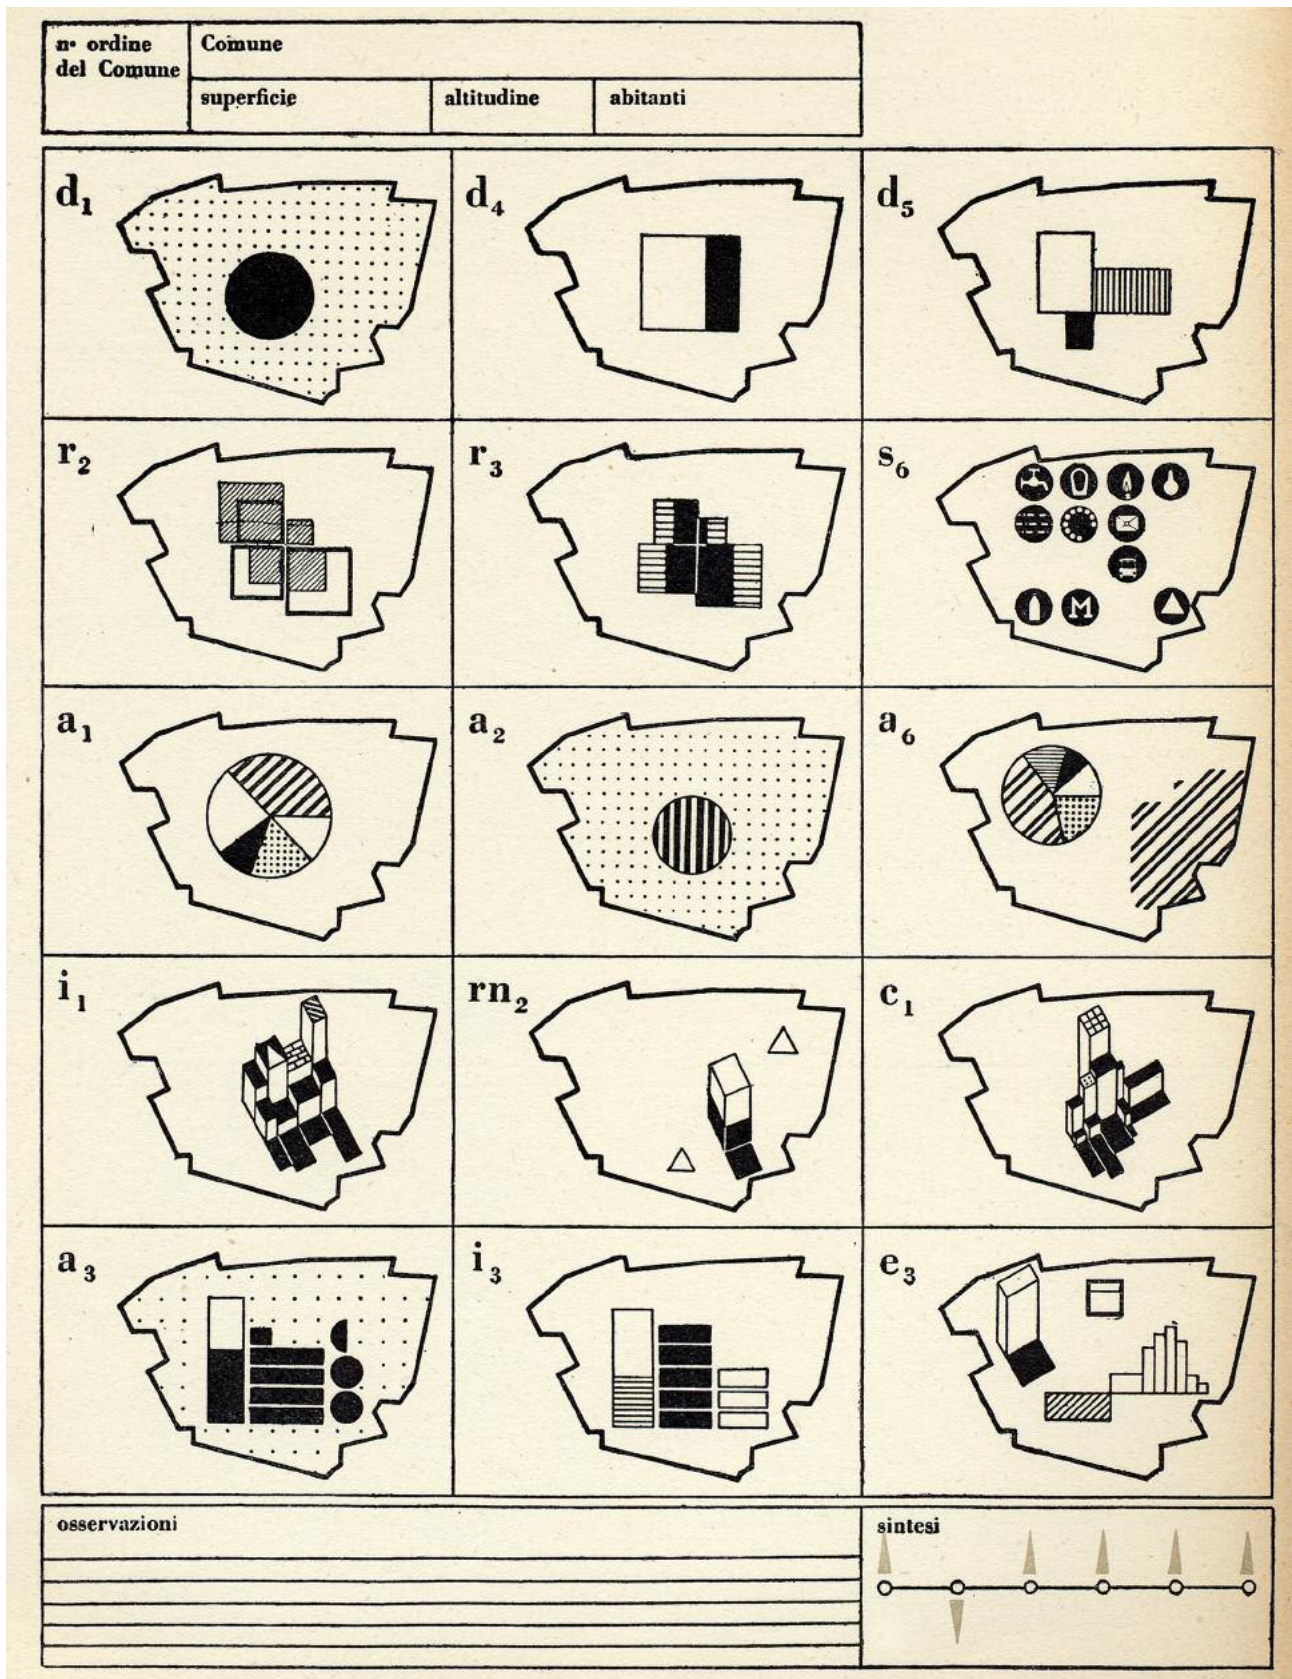 n° ordine
del Comune
Comune
superficie
altitudine
abitanti
d1
d4
d5
r2
r3
s6
M
a1
a2
a6
i1
rn2
c1
a3
i3
e3
osservazioni
sintesi